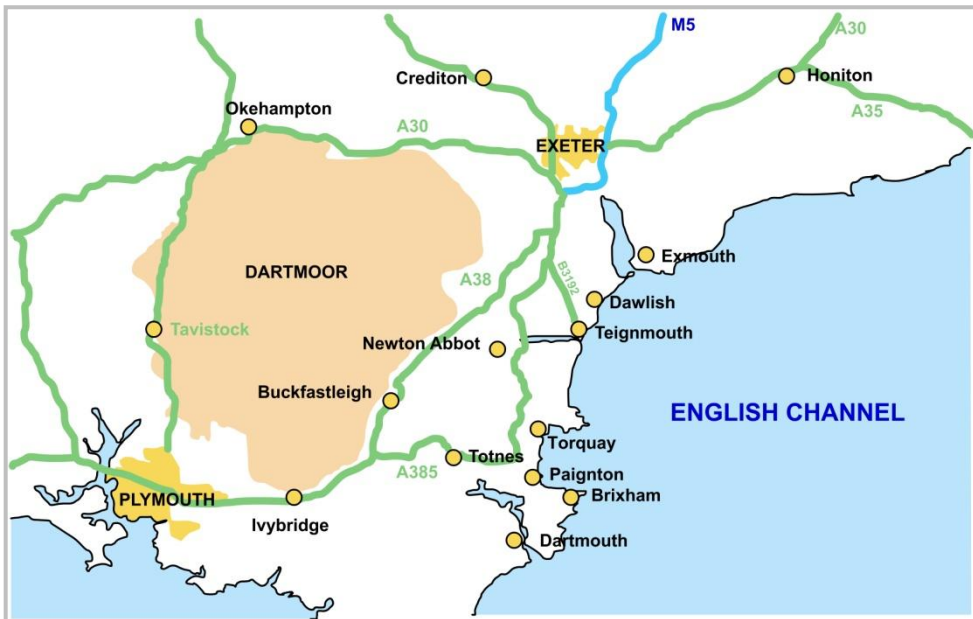 M5
A30
Crediton
Honiton
Okehampton
A35
A30
EXETER
Exmouth
DARTMOOR
A38
B3192
Dawlish
Tavistock
Teignmouth
Newton Abbot
Buckfastleigh
ENGLISH CHANNEL
Torquay
Totnes
A385
Paignton
PLYMOUTH
Brixham
Ivybridge
Dartmouth